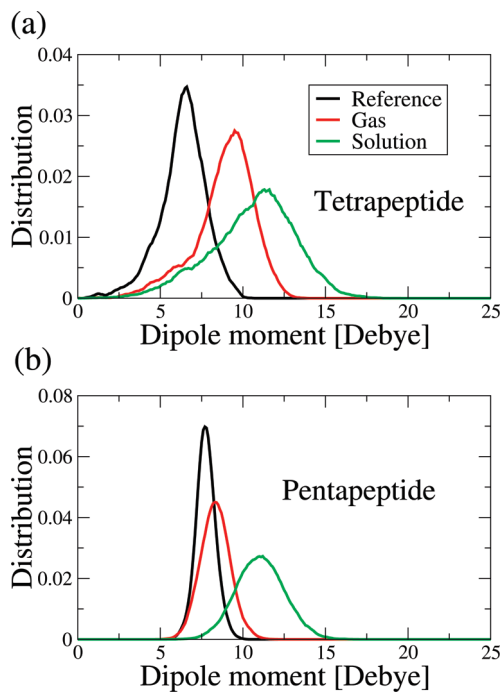 (a)
0.04
0.03
0.02
0.01
0
Distribution
Reference
Gas
Solution
Tetrapeptide
0 5 10 15 20 25
Dipole moment [Debye]
(b)
0.08
0.06
0.04
0.02
0
Distribution
Pentapeptide
0 5 10 15 20 25
Dipole moment [Debye]